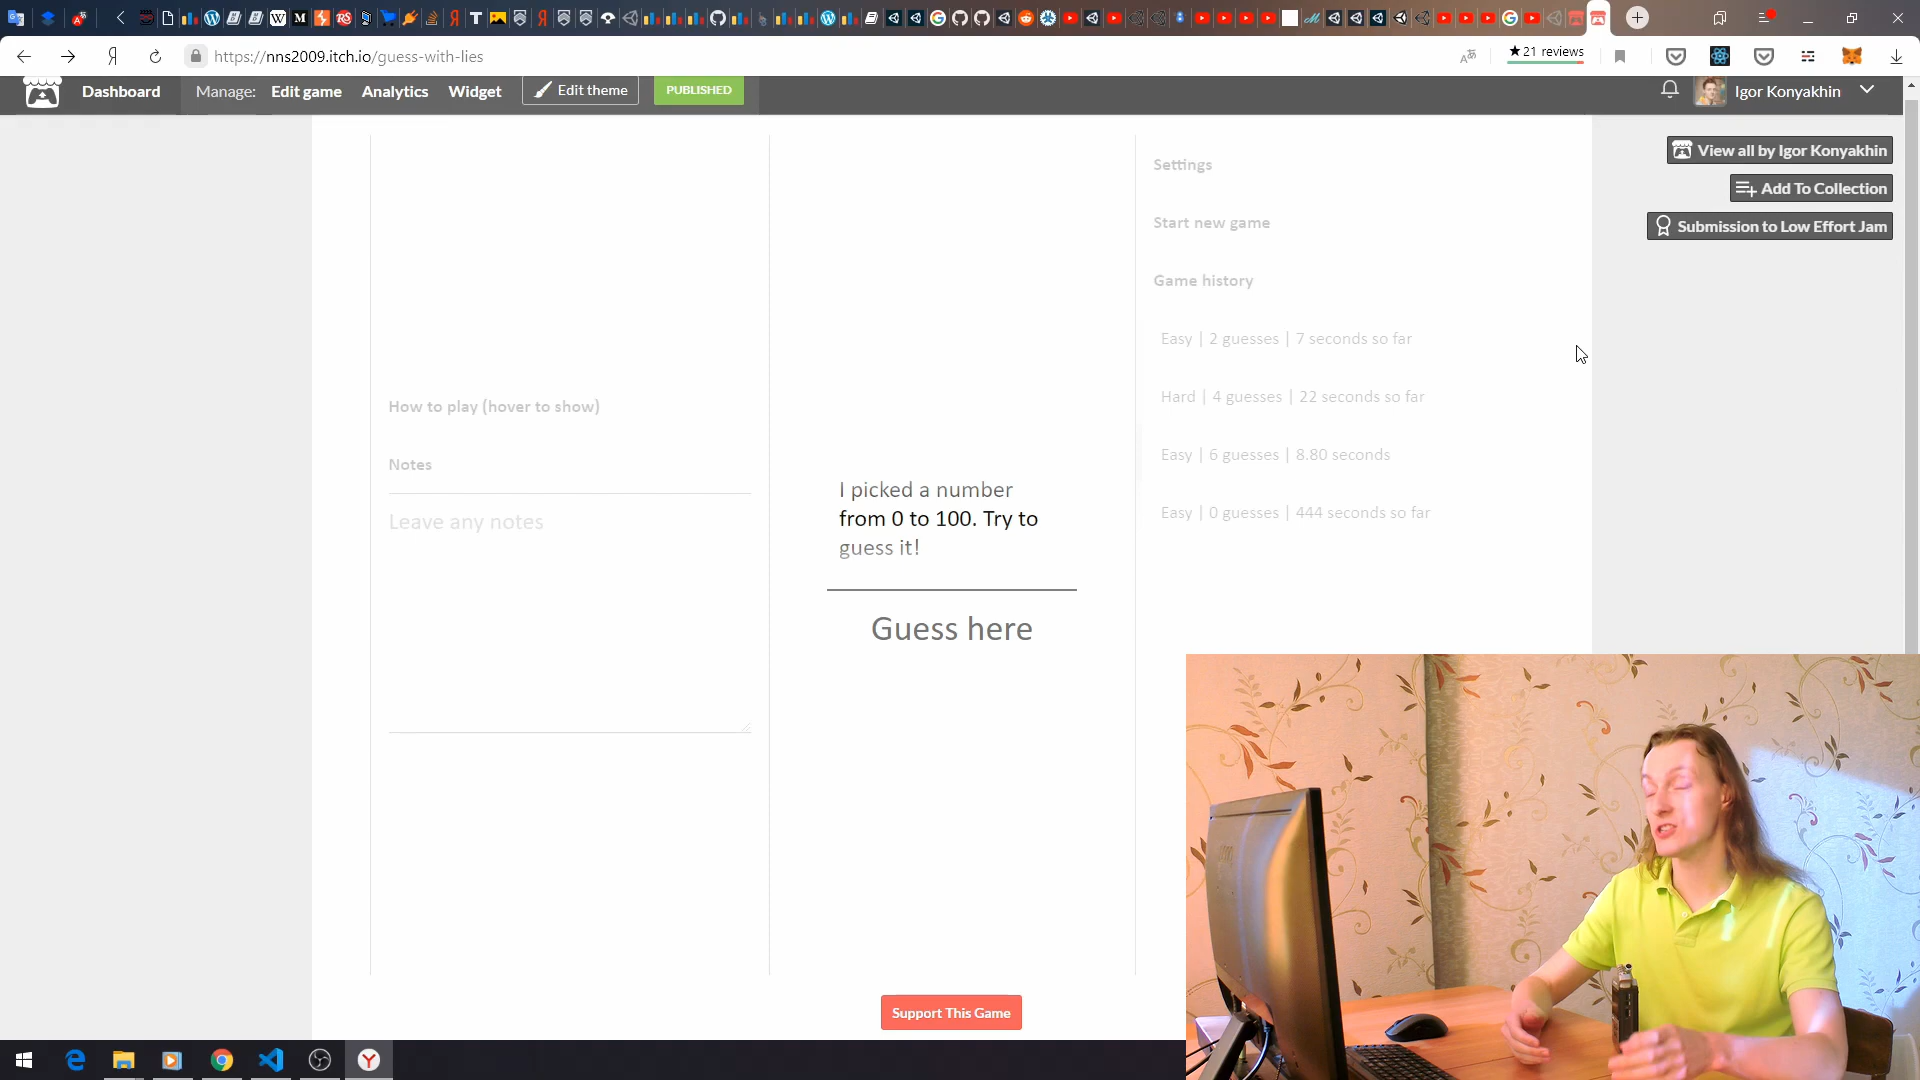 https://nns2009.itch.io/guess-with-lies
★21 reviews
Dashboard
Manage:
Edit game
Analytics
Widget
Edit theme
PUBLISHED
Igor Konyakhin
View all by Igor Konyakhin
Add To Collection
Submission to Low Effort Jam
How to play (hover to show)
Notes
Leave any notes
I picked a number
from 0 to 100. Try to
guess it!
Guess here
Settings
Start new game
Game history
Easy | 2 guesses | 7 seconds so far
Hard | 4 guesses | 22 seconds so far
Easy | 6 guesses | 8.80 seconds
Easy | 0 guesses | 444 seconds so far
Support This Game